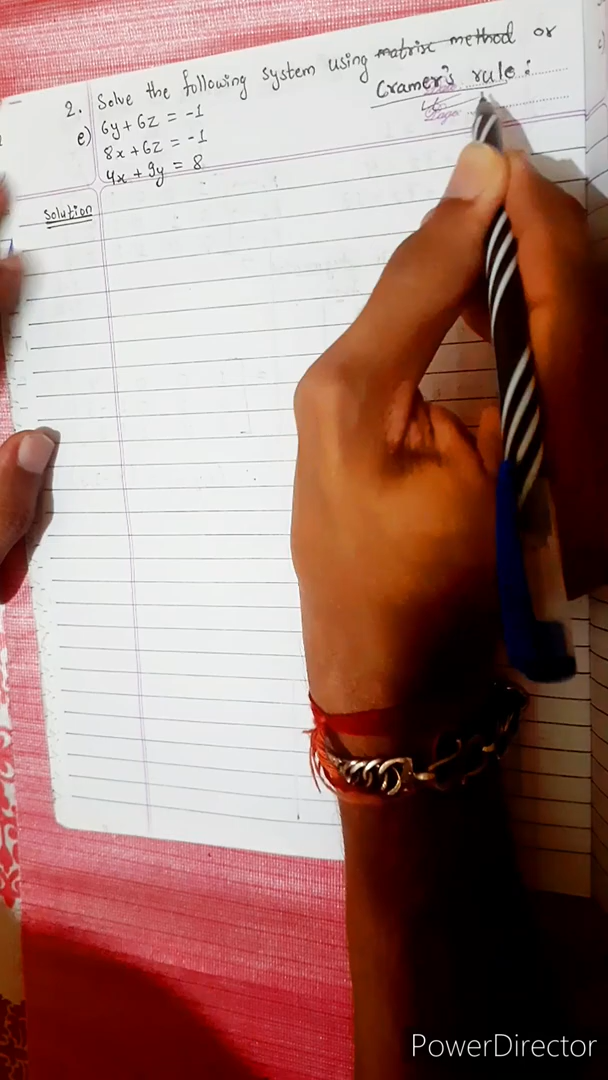 2. Solve the following system using matrix method or
Cramer's rule:
e) 6y + 6z = -1
8x + 6z = -1
4x + 9y = 8
Page:
Solution
PowerDirector